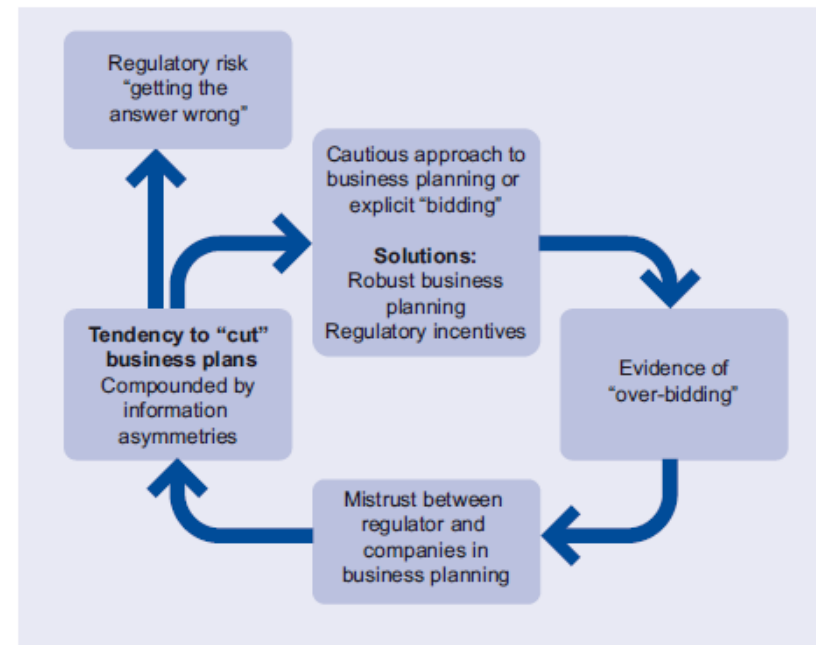 Regulatory risk
“getting the
answer wrong”
Cautious approach to
business planning or
explicit “bidding”
Solutions:
Robust business
planning
Regulatory incentives
Tendency to “cut”
business plans
Compounded by
information
asymmetries
Evidence of
“over-bidding”
Mistrust between
regulator and
companies in
business planning